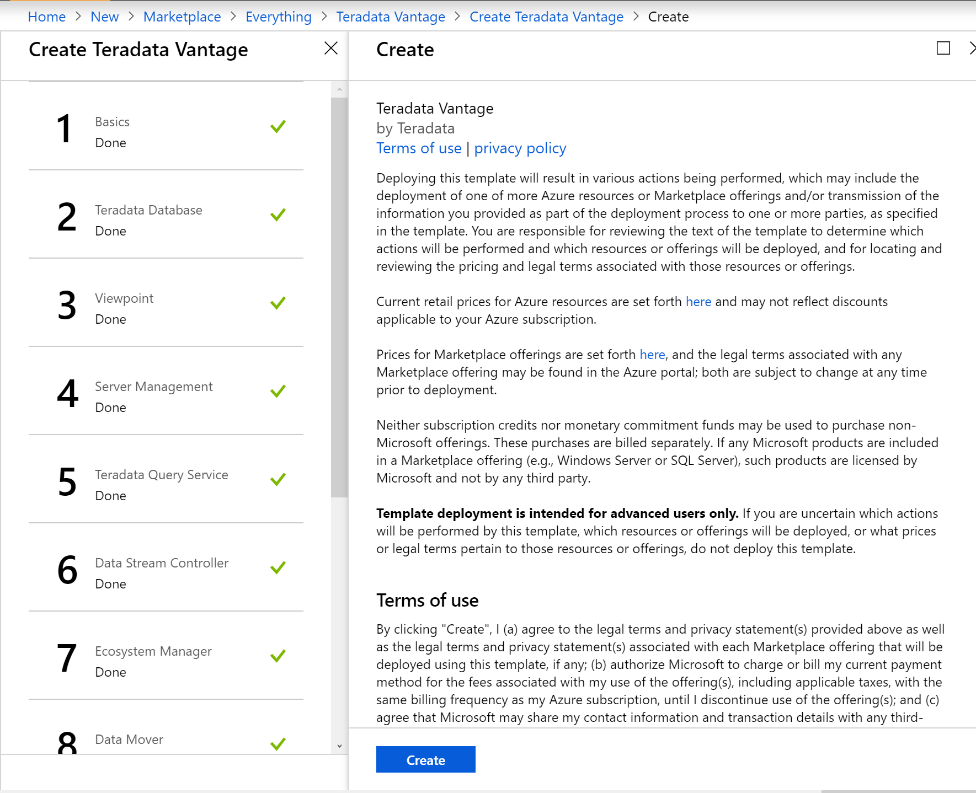 Home > New > Marketplace > Everything > Teradata Vantage > Create Teradata Vantage > Create
Create Teradata Vantage
1
Basics
Done
2
Teradata Database
Done
3
Viewpoint
Done
4
Server Management
Done
5
Teradata Query Service
Done
6
Data Stream Controller
Done
7
Ecosystem Manager
Done
8
Data Mover
Create
Teradata Vantage
by Teradata
Terms of use | privacy policy
Deploying this template will result in various actions being performed, which may include the
deployment of one of more Azure resources or Marketplace offerings and/or transmission of the
information you provided as part of the deployment process to one or more parties, as specified
in the template. You are responsible for reviewing the text of the template to determine which
actions will be performed and which resources or offerings will be deployed, and for locating and
reviewing the pricing and legal terms associated with those resources or offerings.
Current retail prices for Azure resources are set forth here and may not reflect discounts
applicable to your Azure subscription.
Prices for Marketplace offerings are set forth here, and the legal terms associated with any
Marketplace offering may be found in the Azure portal; both are subject to change at any time
prior to deployment.
Neither subscription credits nor monetary commitment funds may be used to purchase non-
Microsoft offerings. These purchases are billed separately. If any Microsoft products are included
in a Marketplace offering (e.g., Windows Server or SQL Server), such products are licensed by
Microsoft and not by any third party.
Template deployment is intended for advanced users only. If you are uncertain which actions
will be performed by this template, which resources or offerings will be deployed, or what prices
or legal terms pertain to those resources or offerings, do not deploy this template.
Terms of use
By clicking "Create", I (a) agree to the legal terms and privacy statement(s) provided above as well
as the legal terms and privacy statement(s) associated with each Marketplace offering that will be
deployed using this template, if any; (b) authorize Microsoft to charge or bill my current payment
method for the fees associated with my use of the offering(s), including applicable taxes, with the
same billing frequency as my Azure subscription, until I discontinue use of the offering(s); and (c)
agree that Microsoft may share my contact information and transaction details with any third-
Create